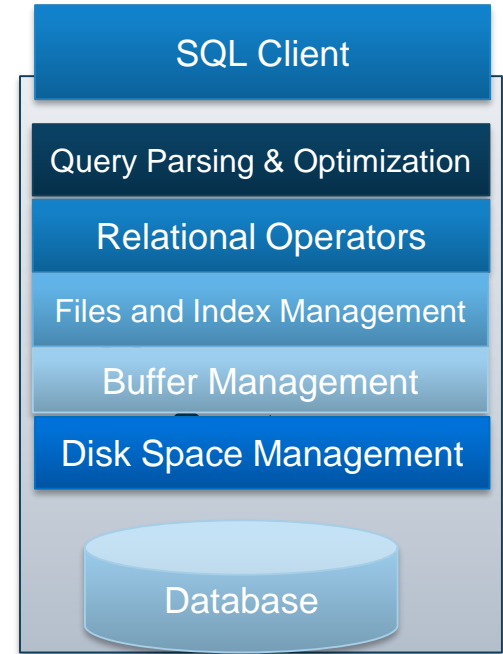 SQL Client
Query Parsing & Optimization
Relational Operators
Files and Index Management
Buffer Management
Disk Space Management
Database